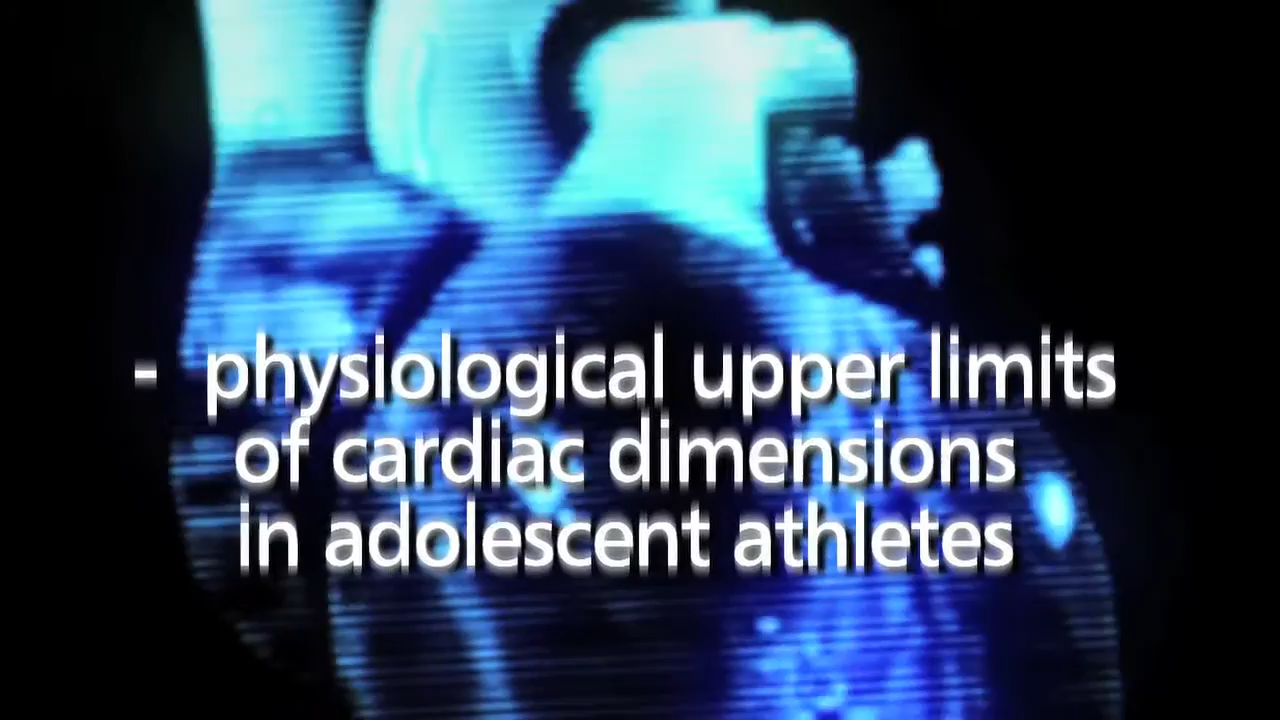 - physiological upper limits
of cardiac dimensions
in adolescent athletes